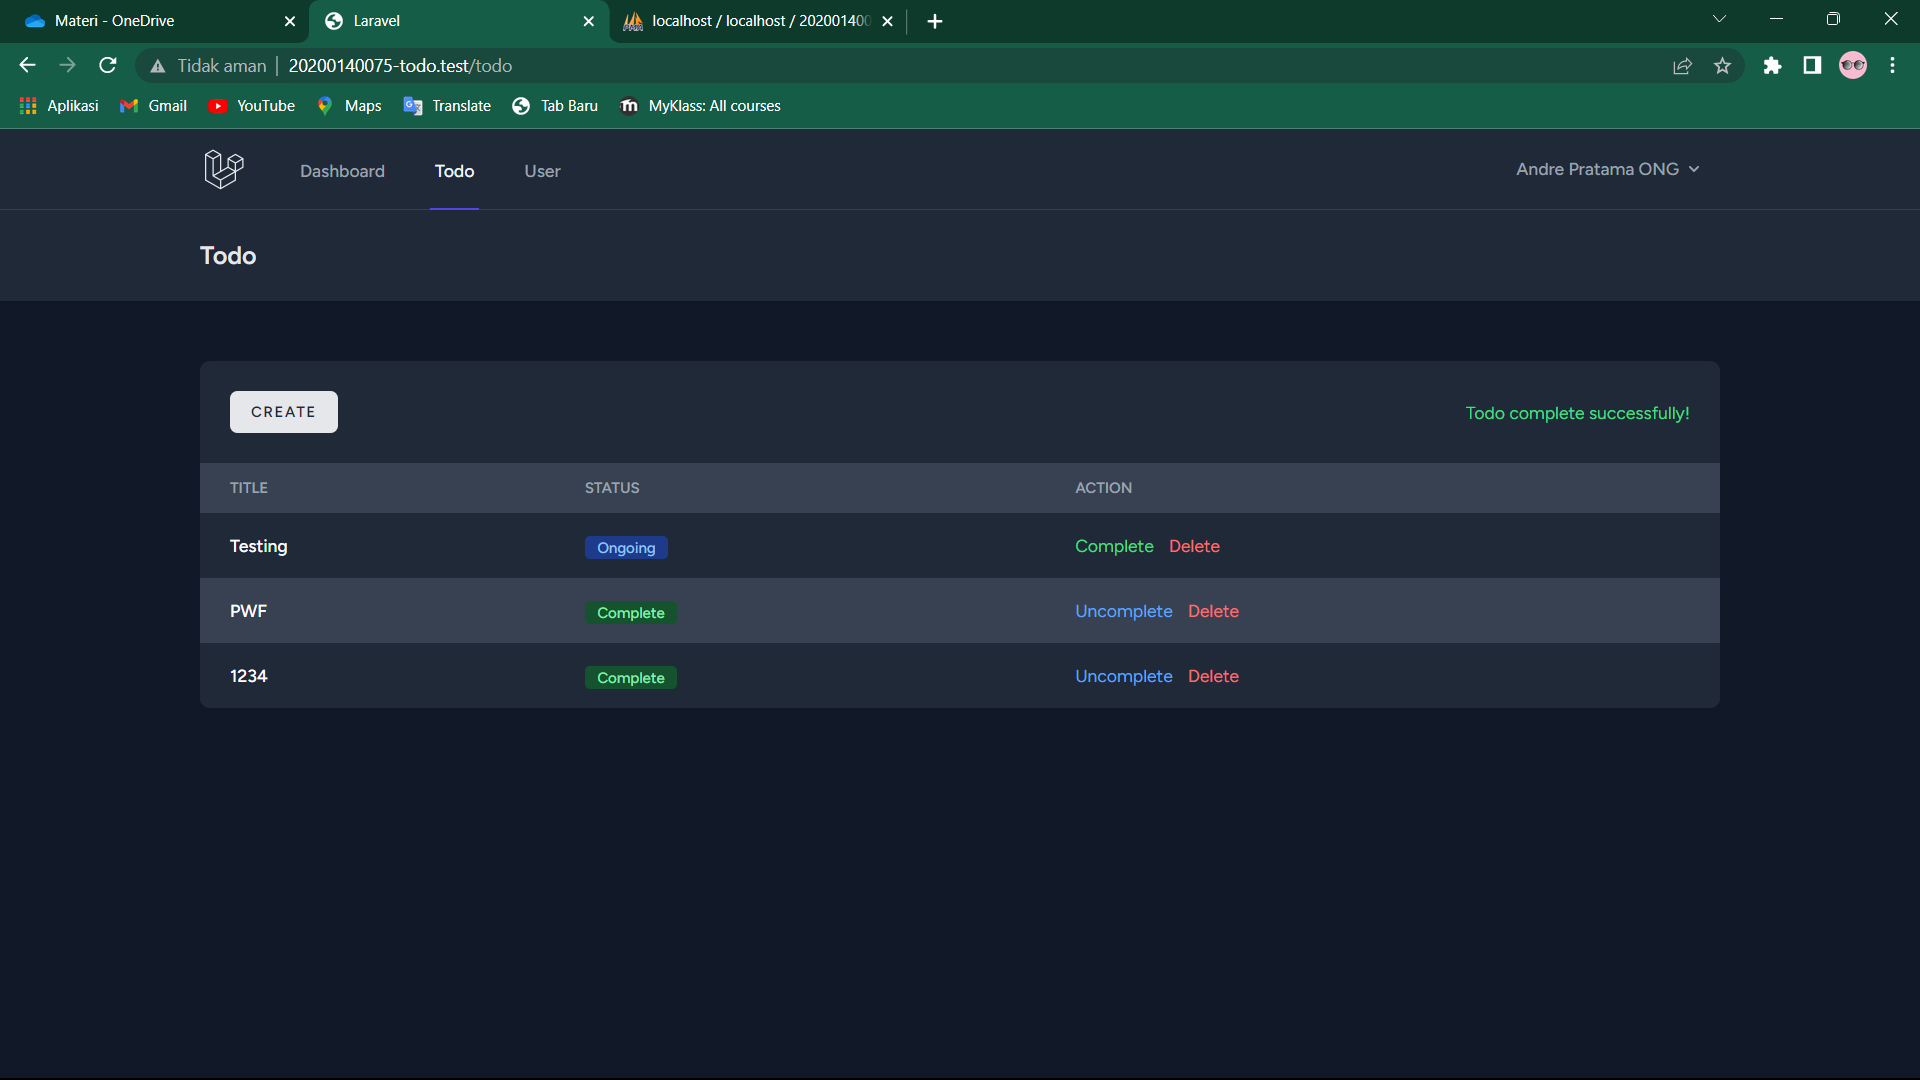 Materi - OneDrive
Laravel
localhost / localhost / 202001400
Tidak aman | 20200140075-todo.test/todo
Aplikasi Gmail YouTube Maps Translate Tab Baru MyKlass: All courses
Dashboard Todo User Andre Pratama ONG
Todo
CREATE Todo complete successfully!
TITLE STATUS ACTION
Testing Ongoing Complete Delete
PWF Complete Uncomplete Delete
1234 Complete Uncomplete Delete